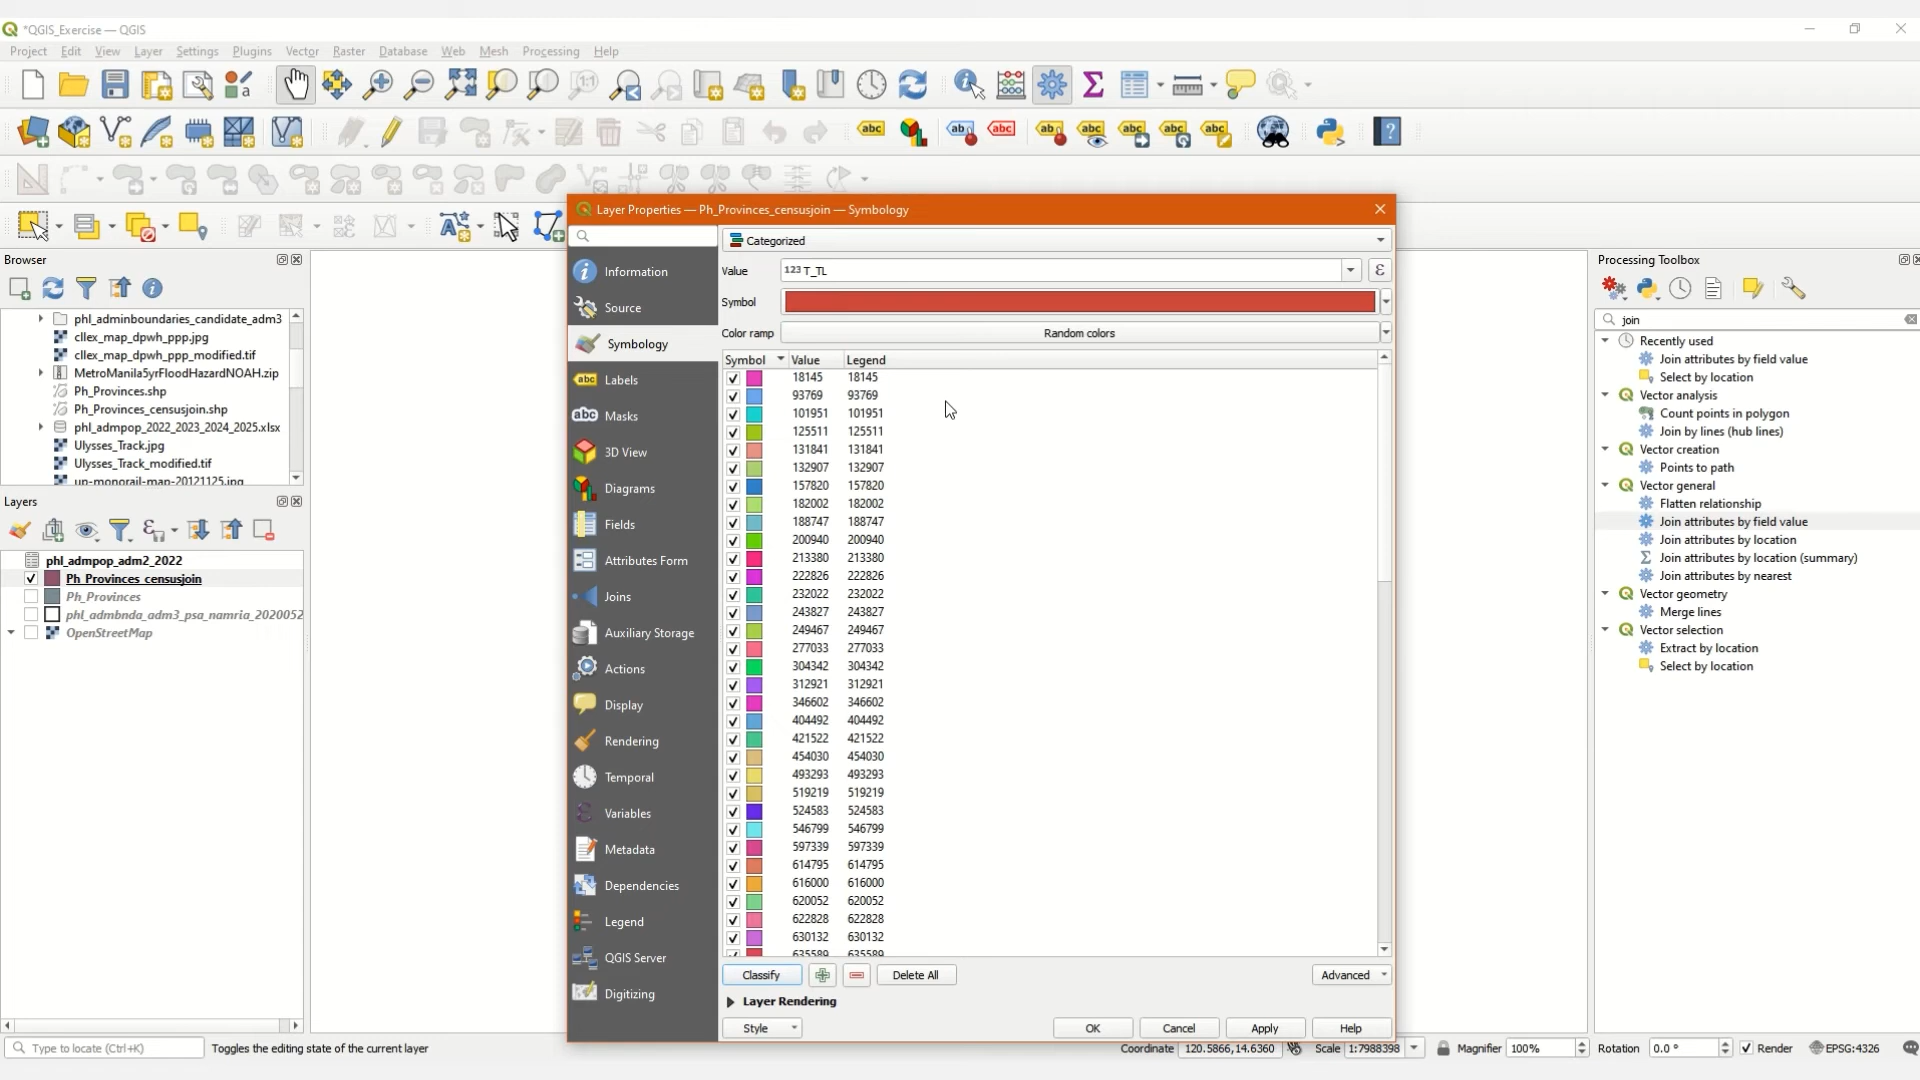 *QGIS_Exercise — QGIS
Project Edit View Layer Settings Plugins Vector Raster Database Web Mesh Processing Help
Layer Properties — Ph_Provinces_censusjoin — Symbology
Browser
phl_adminboundaries_candidate_adm3
cllex_map_dpwh_ppp.jpg
cllex_map_dpwh_ppp_modified.tif
MetroManila5yrFloodHazardNOAH.zip
Ph_Provinces.shp
Ph_Provinces_censusjoin.shp
phl_admpop_2022_2023_2024_2025.xlsx
Ulysses_Track.jpg
Ulysses_Track_modified.tif
up-monorail-map-20121125.jpg
Layers
phl_admpop_adm2_2022
Ph_Provinces_censusjoin
Ph_Provinces
phl_admbnda_adm3_psa_namria_2020052
OpenStreetMap
Information
Source
Symbology
Labels
Masks
3D View
Diagrams
Fields
Attributes Form
Joins
Auxiliary Storage
Actions
Display
Rendering
Temporal
Variables
Metadata
Dependencies
Legend
QGIS Server
Digitizing
Categorized
Value 123 T_TL ε
Symbol
Color ramp Random colors
Symbol Value Legend
18145 18145
93769 93769
101951 101951
125511 125511
131841 131841
132907 132907
157820 157820
182002 182002
188747 188747
200940 200940
213380 213380
222826 222826
232022 232022
243827 243827
249467 249467
277033 277033
304342 304342
312921 312921
346602 346602
404492 404492
421522 421522
454030 454030
493293 493293
519219 519219
524583 524583
546799 546799
597339 597339
614795 614795
616000 616000
620052 620052
622828 622828
630132 630132
635589 635589
Classify Delete All Advanced
Layer Rendering
Style OK Cancel Apply Help
Processing Toolbox
join
Recently used
Join attributes by field value
Select by location
Vector analysis
Count points in polygon
Join by lines (hub lines)
Vector creation
Points to path
Vector general
Flatten relationship
Join attributes by field value
Join attributes by location
Join attributes by location (summary)
Join attributes by nearest
Vector geometry
Merge lines
Vector selection
Extract by location
Select by location
Type to locate (Ctrl+K) Toggles the editing state of the current layer Coordinate 120.5866,14.6360 Scale 1:7988398 Magnifier 100% Rotation 0.0 ° Render EPSG:4326